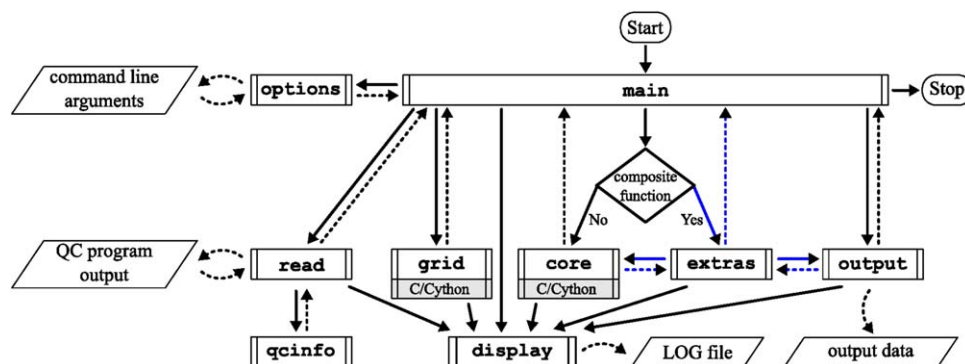 Start
command line
arguments
options
main
Stop
composite
function
No
Yes
QC program
output
read
grid
C/Cython
core
C/Cython
extras
output
qcinfo
display
LOG file
output data